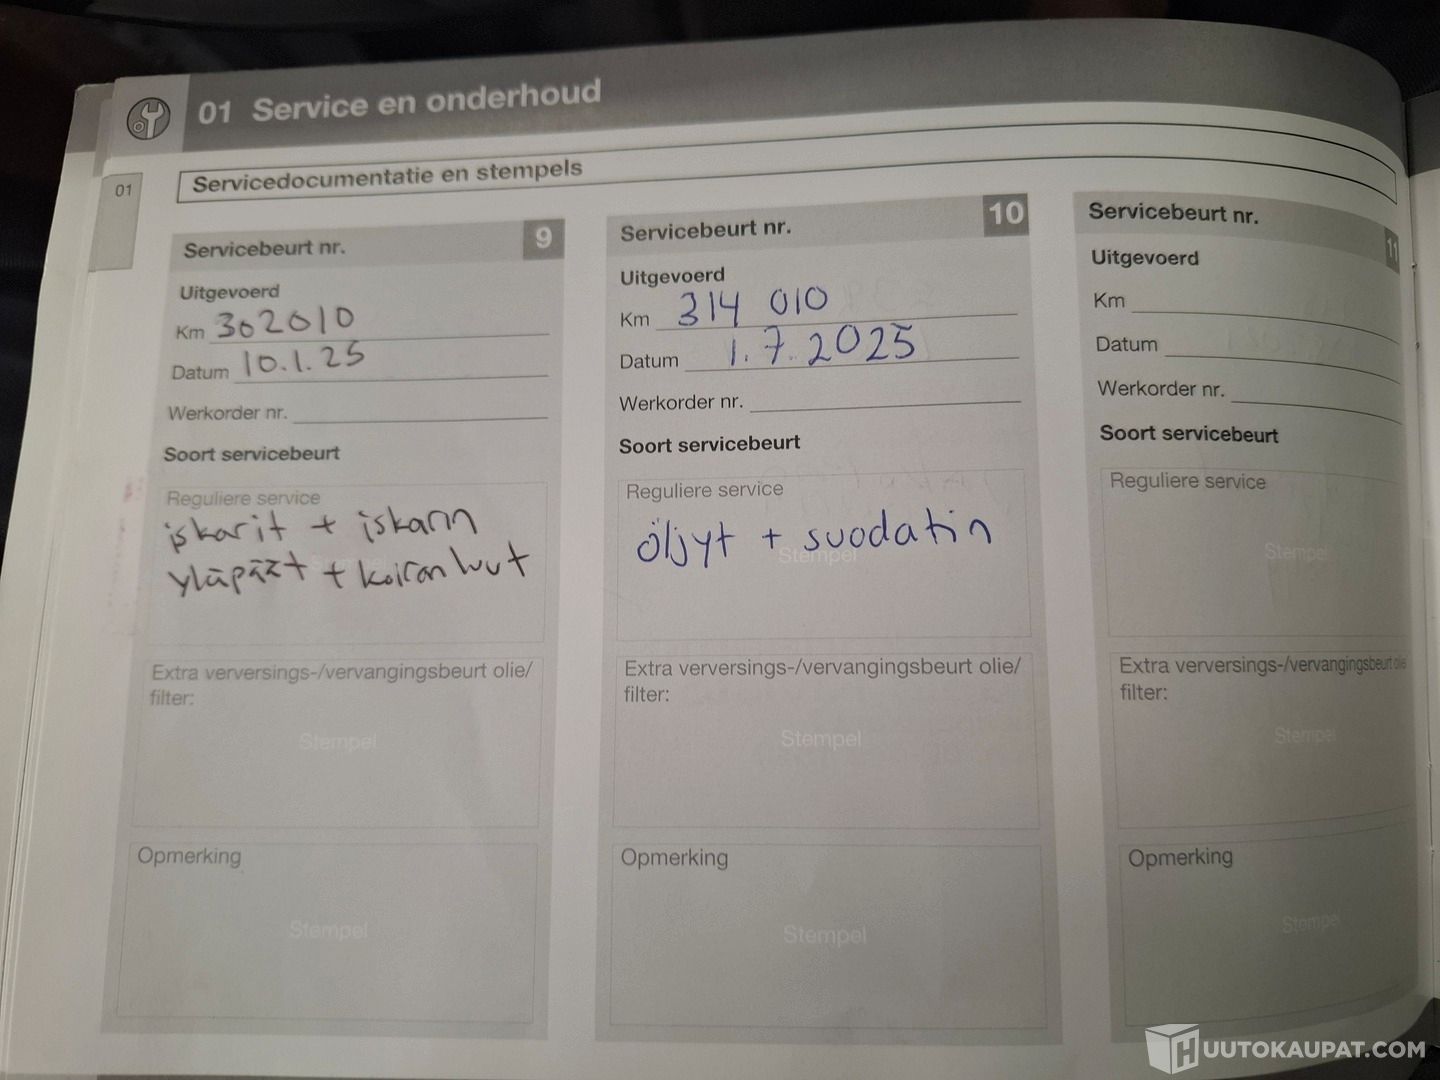 01 Service en onderhoud
01
Servicedocumentatie en stempels
Servicebeurt nr. 9
Uitgevoerd
Km 302010
Datum 10.1.25
Werkorder nr.
Soort servicebeurt
Reguliere service
iskarit + iskarin
yläpäät + koiranluut
Extra verversings-/vervangingsbeurt olie/
filter:
Stempel
Opmerking
Stempel
Servicebeurt nr. 10
Uitgevoerd
Km 314 010
Datum 1.7.2025
Werkorder nr.
Soort servicebeurt
Reguliere service
öljyt + suodatin
Stempel
Extra verversings-/vervangingsbeurt olie/
filter:
Stempel
Opmerking
Stempel
Servicebeurt nr. 11
Uitgevoerd
Km
Datum
Werkorder nr.
Soort servicebeurt
Reguliere service
Stempel
Extra verversings-/vervangingsbeurt olie/
filter:
Stempel
Opmerking
Stempel
HUUTOKAUPAT.COM